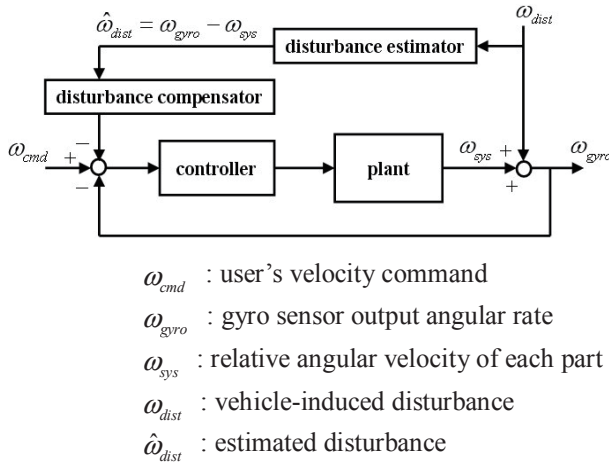 ω̂_dist = ω_gyro − ω_sys
ω_dist
disturbance estimator
disturbance compensator
−
ω_cmd
+
−
controller
plant
ω_sys
+
+
ω_gyro
ω_cmd : user's velocity command
ω_gyro : gyro sensor output angular rate
ω_sys : relative angular velocity of each part
ω_dist : vehicle-induced disturbance
ω̂_dist : estimated disturbance